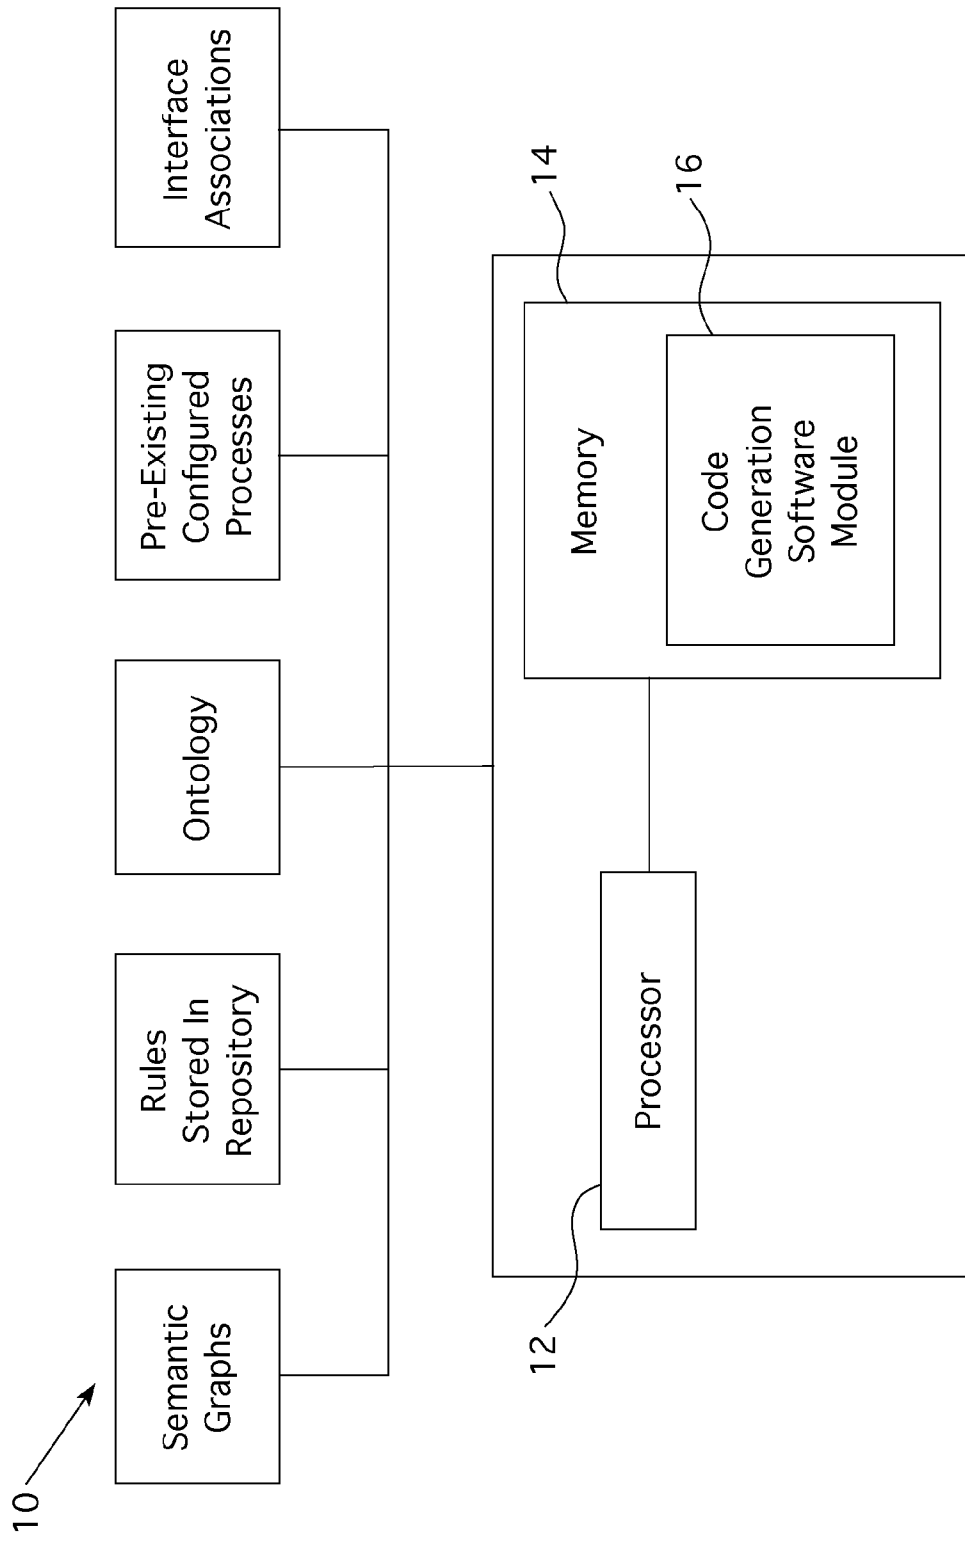 10
Semantic
Graphs
Rules
Stored In
Repository
Ontology
Pre-Existing
Configured
Processes
Interface
Associations
12
Processor
14
Memory
16
Code
Generation
Software
Module